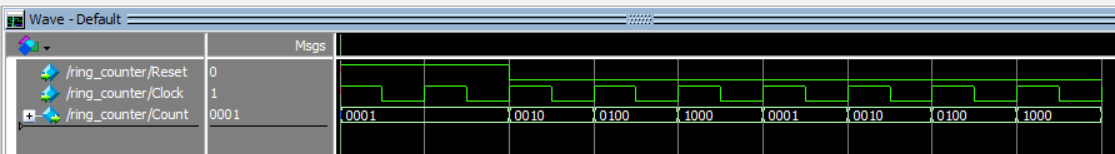 Wave - Default
Msgs
/ring_counter/Reset 0
/ring_counter/Clock 1
/ring_counter/Count 0001 0001 0010 0100 1000 0001 0010 0100 1000